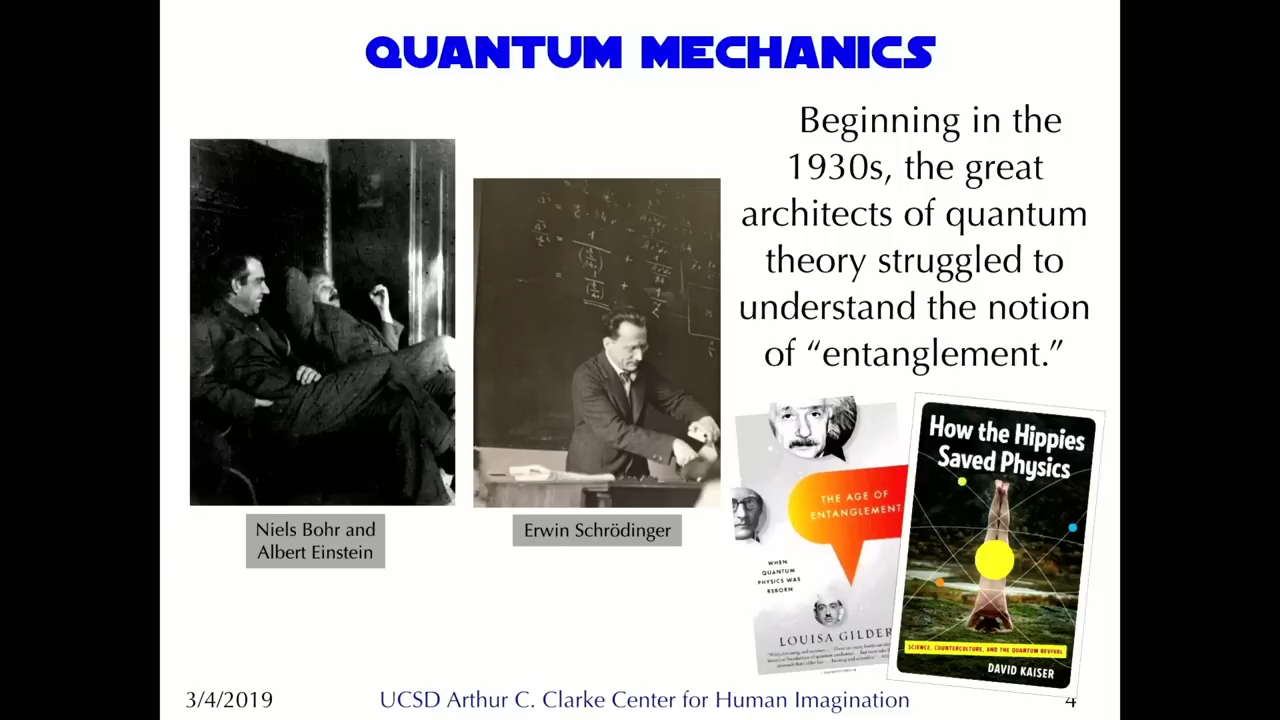 QUANTUM MECHANICS
Beginning in the
1930s, the great
architects of quantum
theory struggled to
understand the notion
of “entanglement.”
Niels Bohr and
Albert Einstein
Erwin Schrödinger
THE AGE OF
ENTANGLEMENT
WHEN
QUANTUM
PHYSICS WAS
REBORN
LOUISA GILDER
How the Hippies
Saved Physics
SCIENCE, COUNTERCULTURE, AND THE QUANTUM REVIVAL
DAVID KAISER
3/4/2019
UCSD Arthur C. Clarke Center for Human Imagination
4